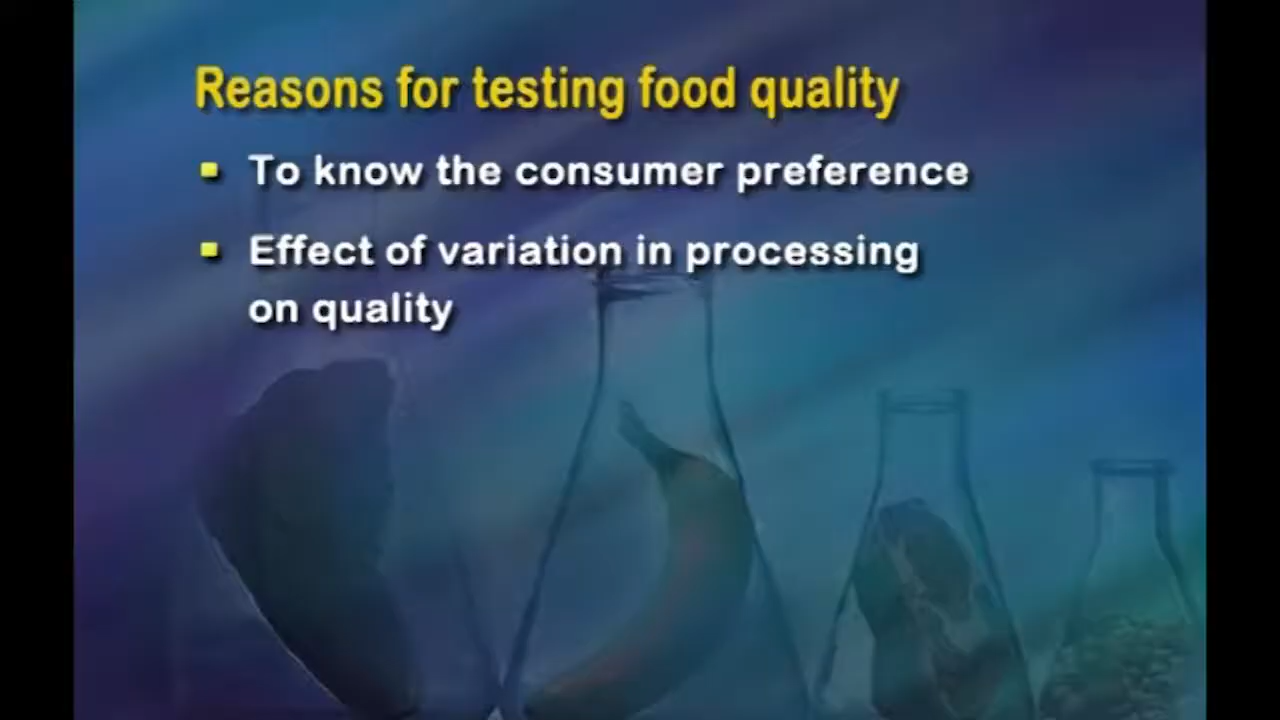 Reasons for testing food quality
To know the consumer preference
Effect of variation in processing
on quality